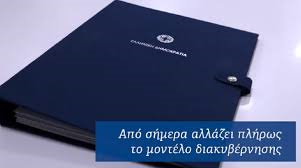 ΕΛΛΗΝΙΚΗ ΔΗΜΟΚΡΑΤΙΑ
Από σήμερα αλλάζει πλήρως
το μοντέλο διακυβέρνησης